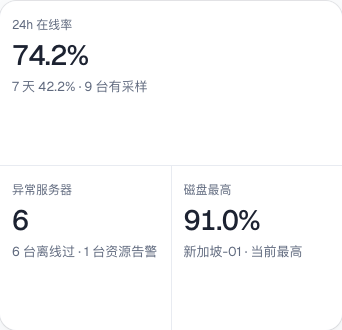 24h 在线率
74.2%
7 天 42.2% · 9 台有采样
异常服务器
6
6 台离线过 · 1 台资源告警
磁盘最高
91.0%
新加坡-01 · 当前最高